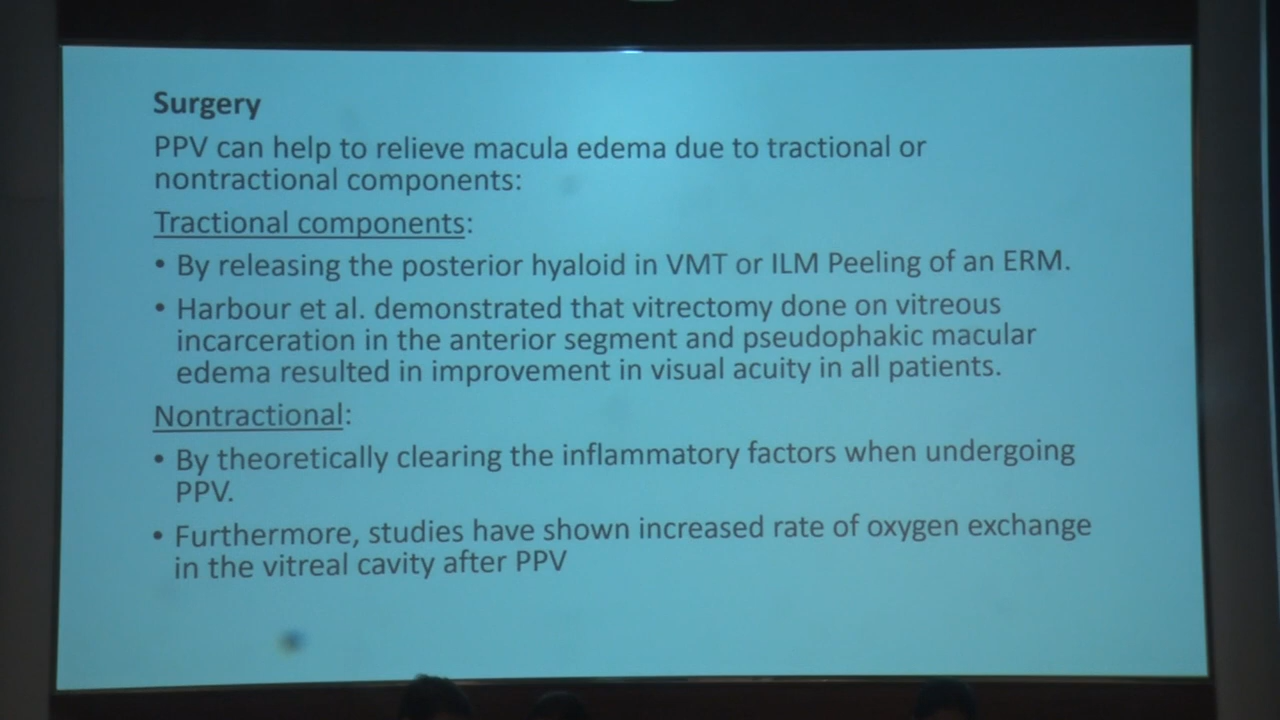 Surgery
PPV can help to relieve macula edema due to tractional or
nontractional components:
Tractional components:
• By releasing the posterior hyaloid in VMT or ILM Peeling of an ERM.
• Harbour et al. demonstrated that vitrectomy done on vitreous
incarceration in the anterior segment and pseudophakic macular
edema resulted in improvement in visual acuity in all patients.
Nontractional:
• By theoretically clearing the inflammatory factors when undergoing
PPV.
• Furthermore, studies have shown increased rate of oxygen exchange
in the vitreal cavity after PPV